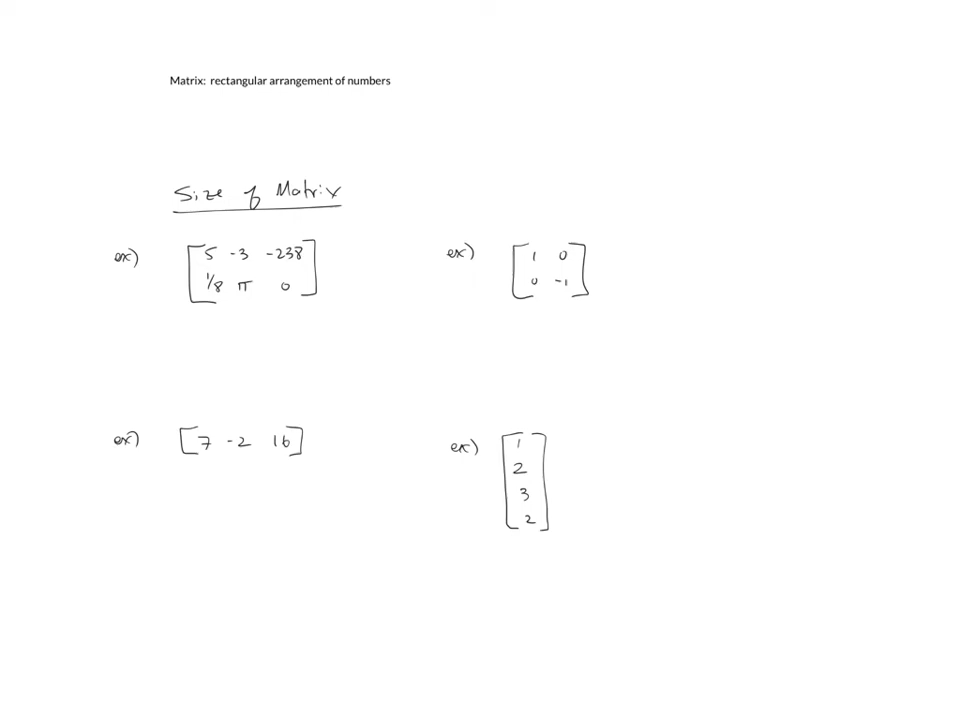 Matrix: rectangular arrangement of numbers
Size of Matrix
ex) [5 -3 -238
1/8 π 0]
ex) [1 0
0 -1]
ex) [7 -2 16]
ex) [1
2
3
2]